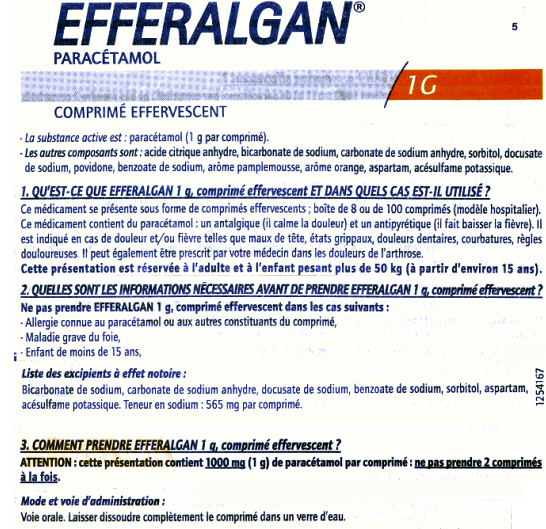 EFFERALGAN®
5
PARACÉTAMOL
1G
COMPRIMÉ EFFERVESCENT
- La substance active est : paracétamol (1 g par comprimé).
- Les autres composants sont : acide citrique anhydre, bicarbonate de sodium, carbonate de sodium anhydre, sorbitol, docusate
de sodium, povidone, benzoate de sodium, arôme pamplemousse, arôme orange, aspartam, acésulfame potassique.
1. QU'EST-CE QUE EFFERALGAN 1 g, comprimé effervescent ET DANS QUELS CAS EST-IL UTILISÉ ?
Ce médicament se présente sous forme de comprimés effervescents ; boîte de 8 ou de 100 comprimés (modèle hospitalier).
Ce médicament contient du paracétamol : un antalgique (il calme la douleur) et un antipyrétique (il fait baisser la fièvre). Il
est indiqué en cas de douleur et/ou fièvre telles que maux de tête, états grippaux, douleurs dentaires, courbatures, règles
douloureuses. Il peut également être prescrit par votre médecin dans les douleurs de l'arthrose.
Cette présentation est réservée à l'adulte et à l'enfant pesant plus de 50 kg (à partir d'environ 15 ans).
2. QUELLES SONT LES INFORMATIONS NÉCESSAIRES AVANT DE PRENDRE EFFERALGAN 1 g, comprimé effervescent ?
Ne pas prendre EFFERALGAN 1 g, comprimé effervescent dans les cas suivants :
- Allergie connue au paracétamol ou aux autres constituants du comprimé,
- Maladie grave du foie,
- Enfant de moins de 15 ans,
Liste des excipients à effet notoire :
Bicarbonate de sodium, carbonate de sodium anhydre, docusate de sodium, benzoate de sodium, sorbitol, aspartam,
acésulfame potassique. Teneur en sodium : 565 mg par comprimé.
1254167
3. COMMENT PRENDRE EFFERALGAN 1 g, comprimé effervescent ?
ATTENTION : cette présentation contient 1000 mg (1 g) de paracétamol par comprimé : ne pas prendre 2 comprimés
à la fois.
Mode et voie d'administration :
Voie orale. Laisser dissoudre complètement le comprimé dans un verre d'eau.